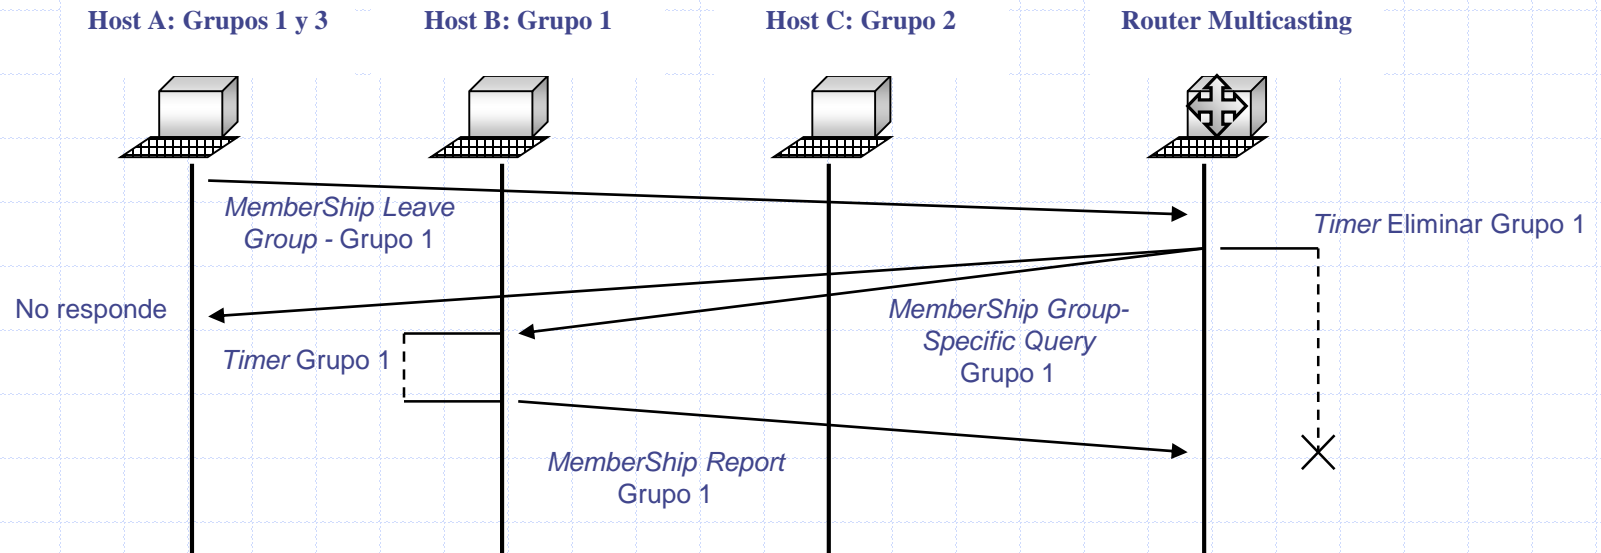 Host A: Grupos 1 y 3
Host B: Grupo 1
Host C: Grupo 2
Router Multicasting
MemberShip Leave
Group - Grupo 1
Timer Eliminar Grupo 1
No responde
MemberShip Group-
Specific Query
Grupo 1
Timer Grupo 1
MemberShip Report
Grupo 1